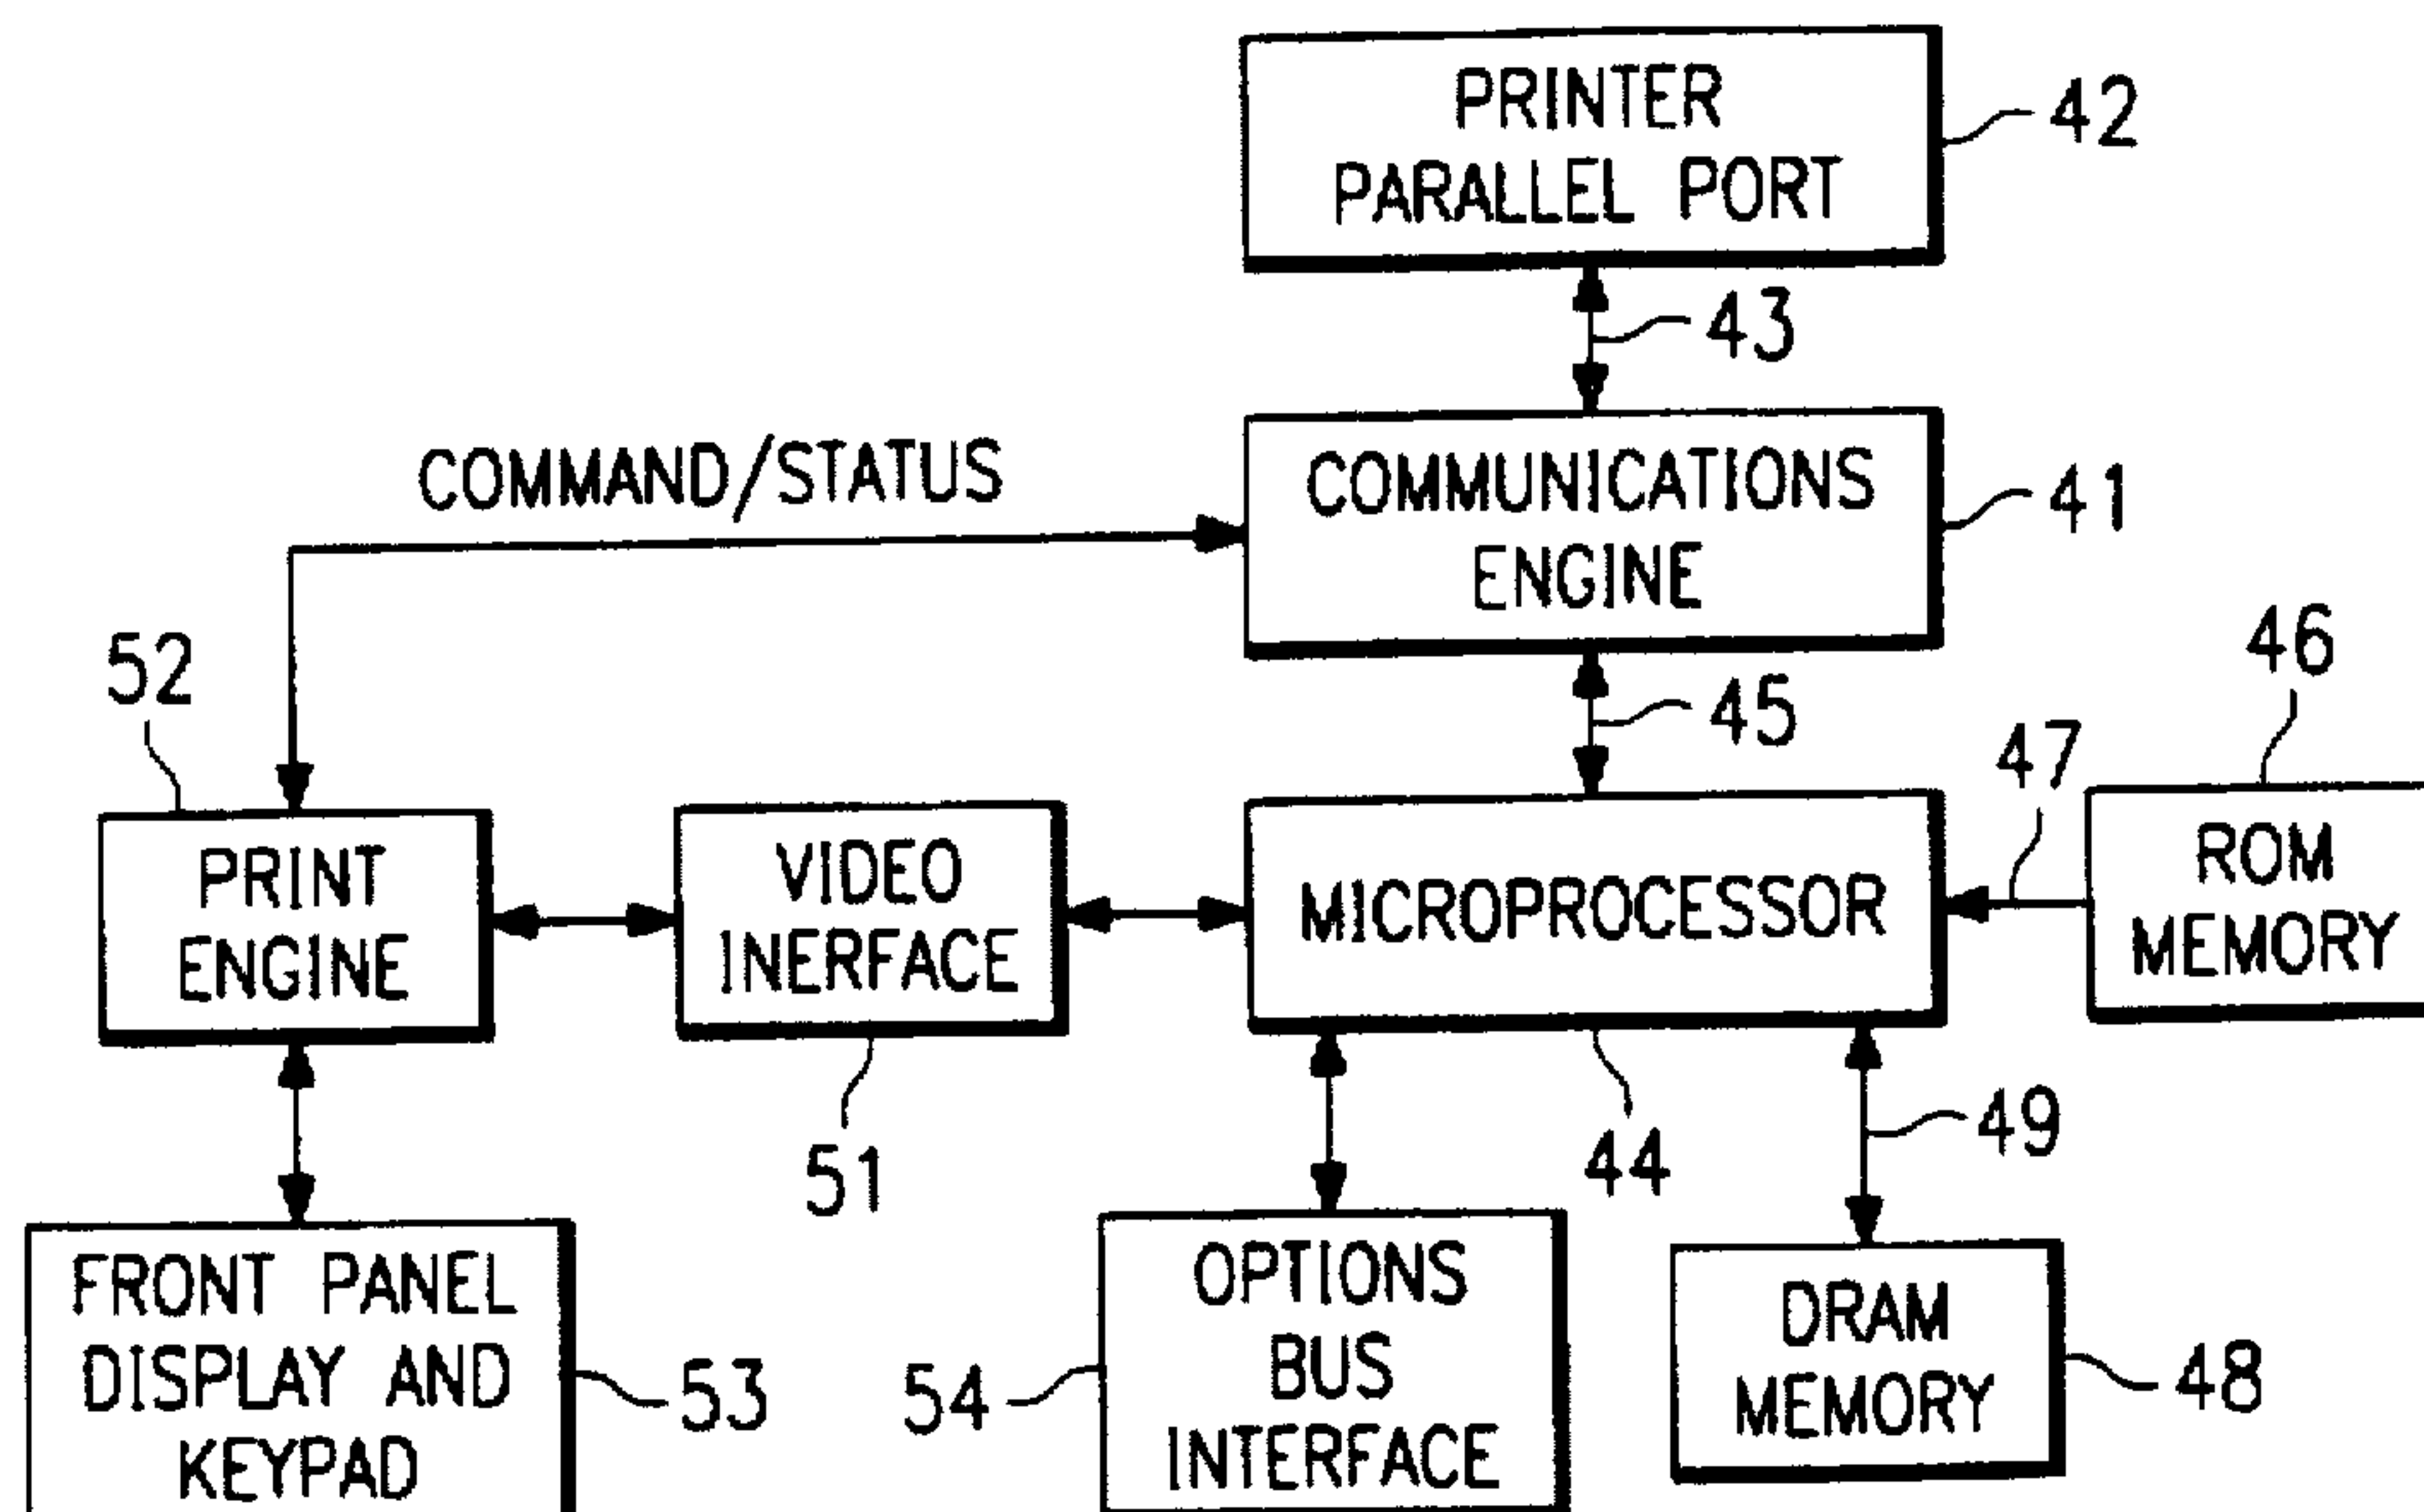 PRINTER
PARALLEL PORT
42
43
COMMAND/STATUS
COMMUNICATIONS
ENGINE
41
52
45
46
47
PRINT
ENGINE
VIDEO
INERFACE
MICROPROCESSOR
ROM
MEMORY
51
44
49
FRONT PANEL
DISPLAY AND
KEYPAD
53
54
OPTIONS
BUS
INTERFACE
DRAM
MEMORY
48